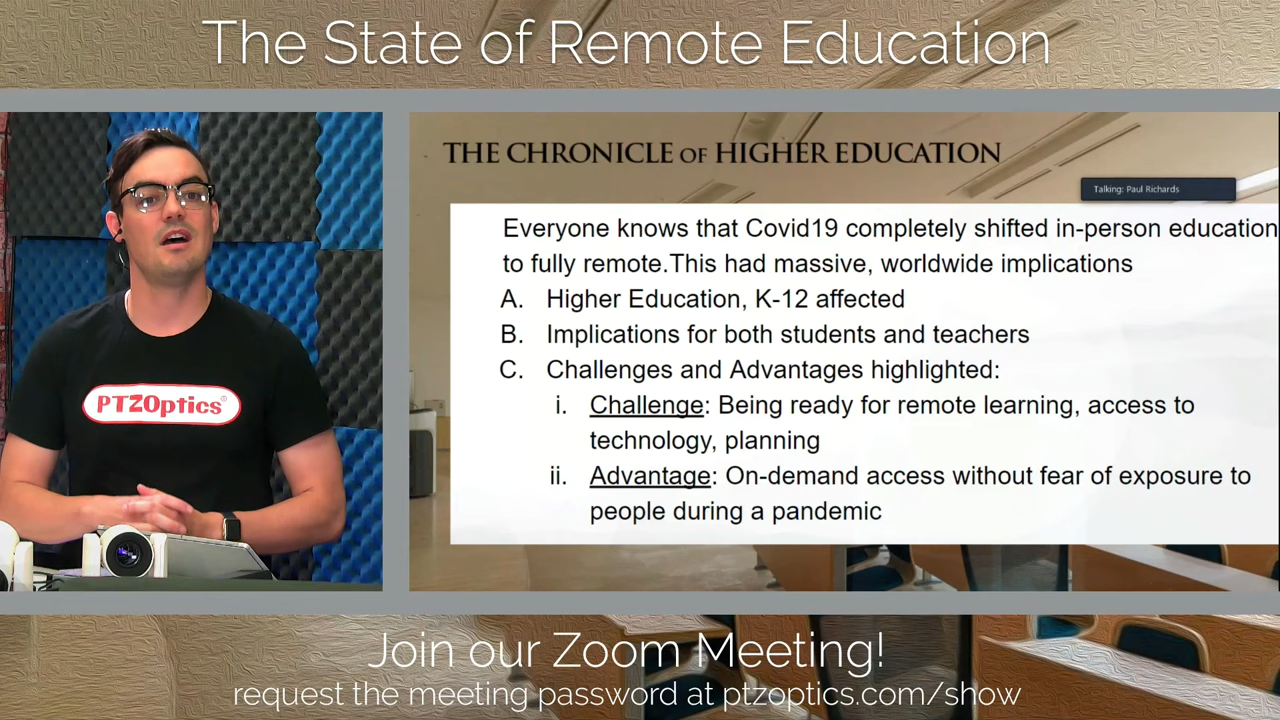 The State of Remote Education
THE CHRONICLE OF HIGHER EDUCATION
Talking: Paul Richards
Everyone knows that Covid19 completely shifted in-person education
to fully remote.This had massive, worldwide implications
A. Higher Education, K-12 affected
B. Implications for both students and teachers
C. Challenges and Advantages highlighted:
i. Challenge: Being ready for remote learning, access to
technology, planning
ii. Advantage: On-demand access without fear of exposure to
people during a pandemic
PTZOptics®
Join our Zoom Meeting!
request the meeting password at ptzoptics.com/show